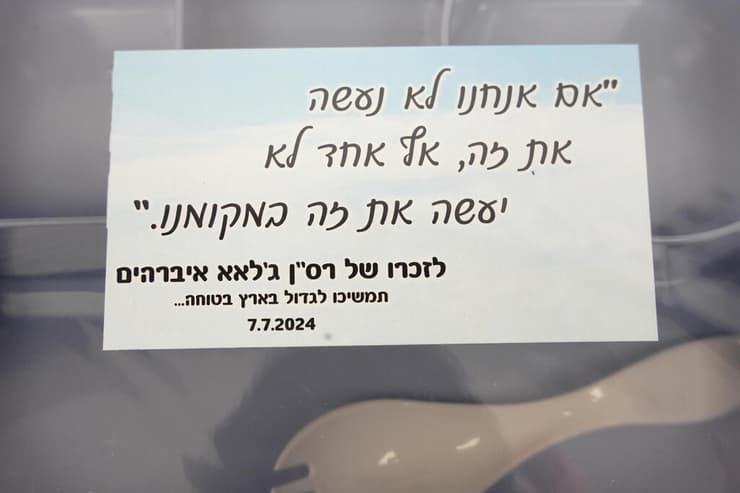 "אם אנחנו לא נעשה
את זה, אף אחד לא
יעשה את זה במקומנו."
לזכרו של רס"ן ג'לאא איברהים
תמשיכו לגדול בארץ בטוחה...
7.7.2024